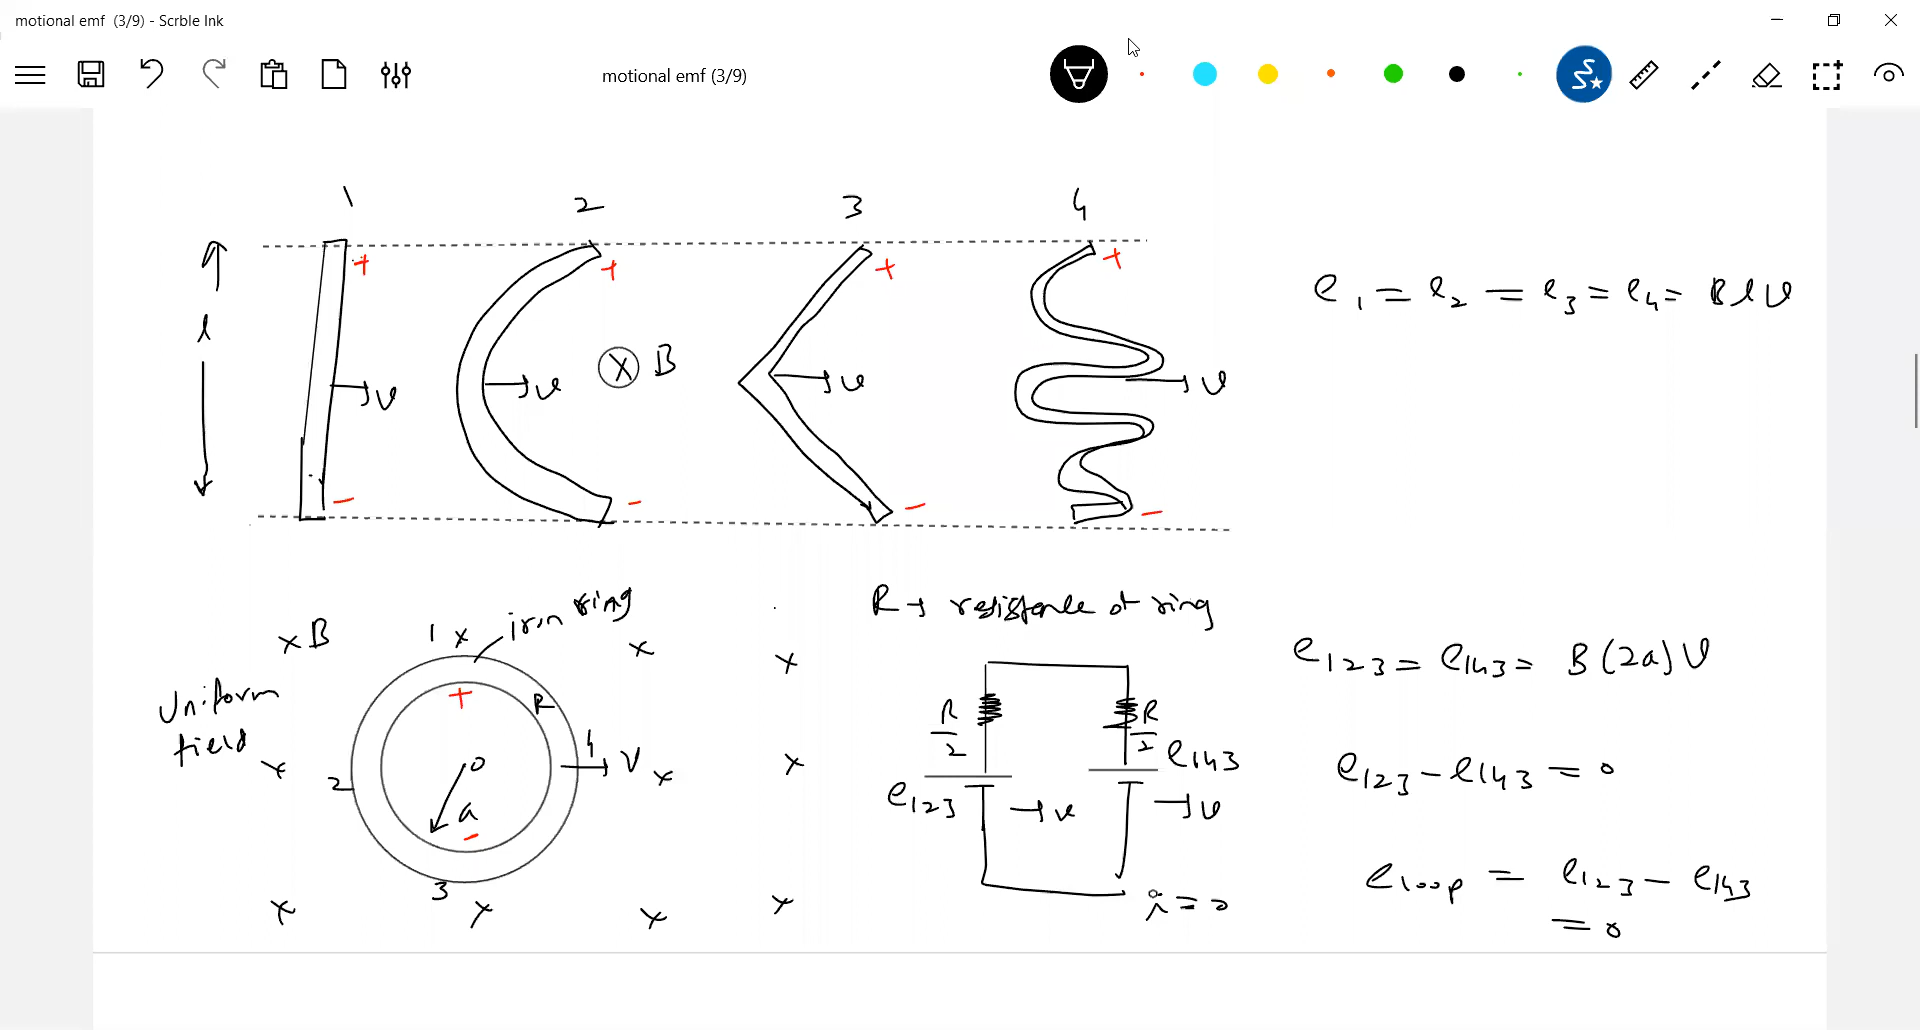 motional emf (3/9) - Scrble Ink
motional emf (3/9)
1 2 3 4
+ + + +
l
e1 = e2 = e3 = e4 = Blv
B
v v v v
- - - -
iron ring
R → resistance of ring
x B 1 x x x
Uniform
field
+ R
e123 = e143 = B(2a)v
R/2 R/2
2 O 4 v x x x
e123 e143
v v
e123 - e143 = 0
a
-
3
x x x x
i = 0
eloop = e123 - e143
= 0